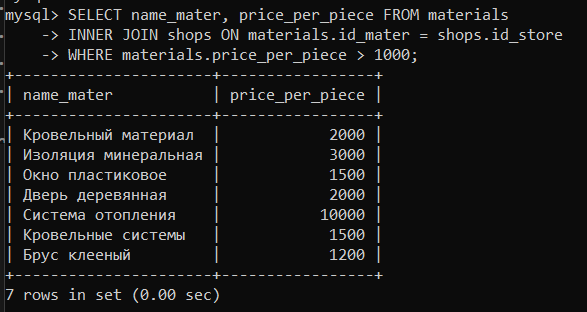 mysql> SELECT name_mater, price_per_piece FROM materials
-> INNER JOIN shops ON materials.id_mater = shops.id_store
-> WHERE materials.price_per_piece > 1000;
+----------------------+-----------------+
| name_mater | price_per_piece |
+----------------------+-----------------+
| Кровельный материал | 2000 |
| Изоляция минеральная | 3000 |
| Окно пластиковое | 1500 |
| Дверь деревянная | 2000 |
| Система отопления | 10000 |
| Кровельные системы | 1500 |
| Брус клееный | 1200 |
+----------------------+-----------------+
7 rows in set (0.00 sec)